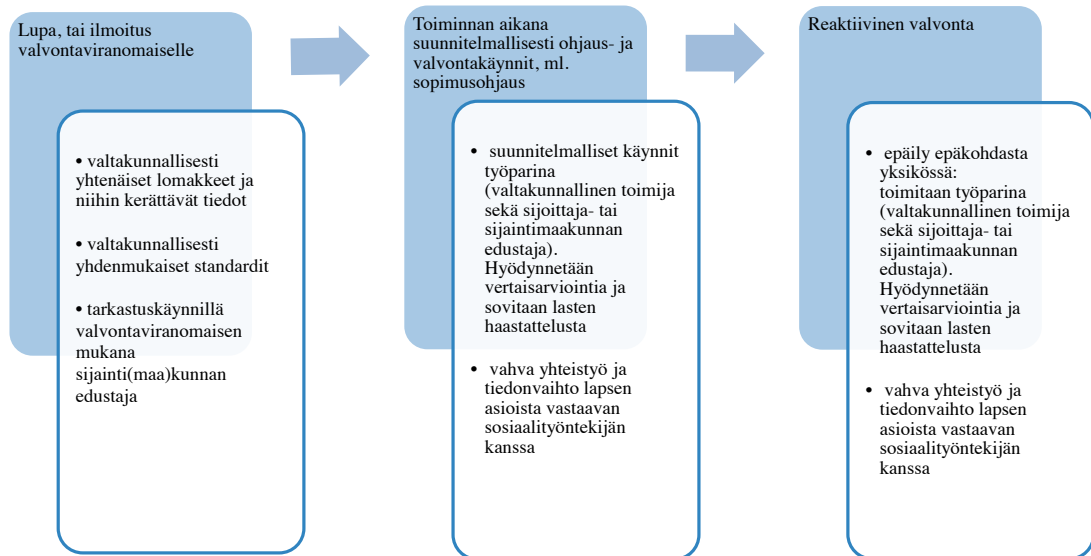 Lupa, tai ilmoitus
valvontaviranomaiselle
• valtakunnallisesti
yhtenäiset lomakkeet ja
niihin kerättävät tiedot
• valtakunnallisesti
yhdenmukaiset standardit
• tarkastuskäynnillä
valvontaviranomaisen
mukana
sijainti(maa)kunnan
edustaja
Toiminnan aikana
suunnitelmallisesti ohjaus- ja
valvontakäynnit, ml.
sopimusohjaus
• suunnitelmalliset käynnit
työparina
(valtakunnallinen toimija
sekä sijoittaja- tai
sijaintimaakunnan
edustaja).
Hyödynnetään
vertaisarviointia ja
sovitaan lasten
haastattelusta
• vahva yhteistyö ja
tiedonvaihto lapsen
asioista vastaavan
sosiaalityöntekijän
kanssa
Reaktiivinen valvonta
• epäily epäkohdasta
yksikössä:
toimitaan työparina
(valtakunnallinen toimija
sekä sijoittaja- tai
sijaintimaakunnan
edustaja).
Hyödynnetään
vertaisarviointia ja
sovitaan lasten
haastattelusta
• vahva yhteistyö ja
tiedonvaihto lapsen
asioista vastaavan
sosiaalityöntekijän
kanssa